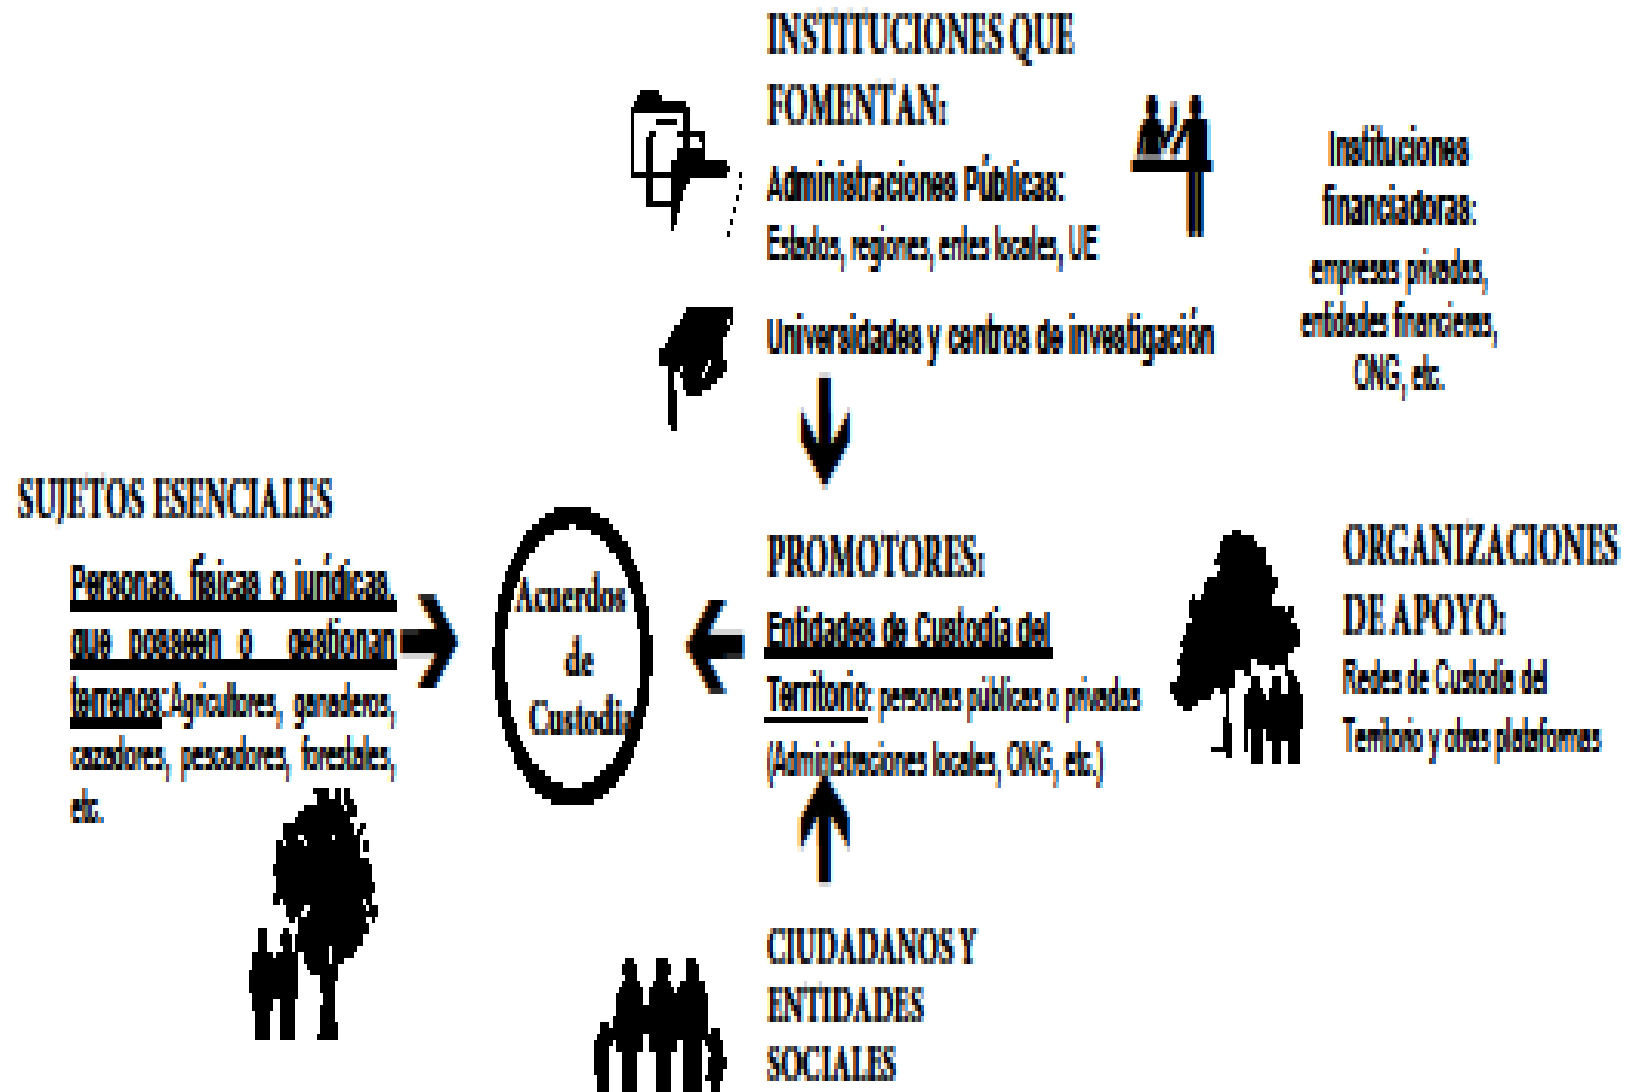 INSTITUCIONES QUE
FOMENTAN:
Administraciones Públicas:
Estados, regiones, entes locales, UE
Universidades y centros de investigación
Instituciones
financiadoras:
empresas privadas,
entidades financieras,
ONG, etc.
SUJETOS ESENCIALES
Personas, físicas o jurídicas,
que posseen o gestionan
terrenos:Agricultores, ganaderos,
cazadores, pescadores, forestales,
etc.
Acuerdos
de
Custodia
PROMOTORES:
Entidades de Custodia del
Territorio: personas públicas o privadas
(Administraciones locales, ONG, etc.)
ORGANIZACIONES
DE APOYO:
Redes de Custodia del
Territorio y otras plataformas
CIUDADANOS Y
ENTIDADES
SOCIALES